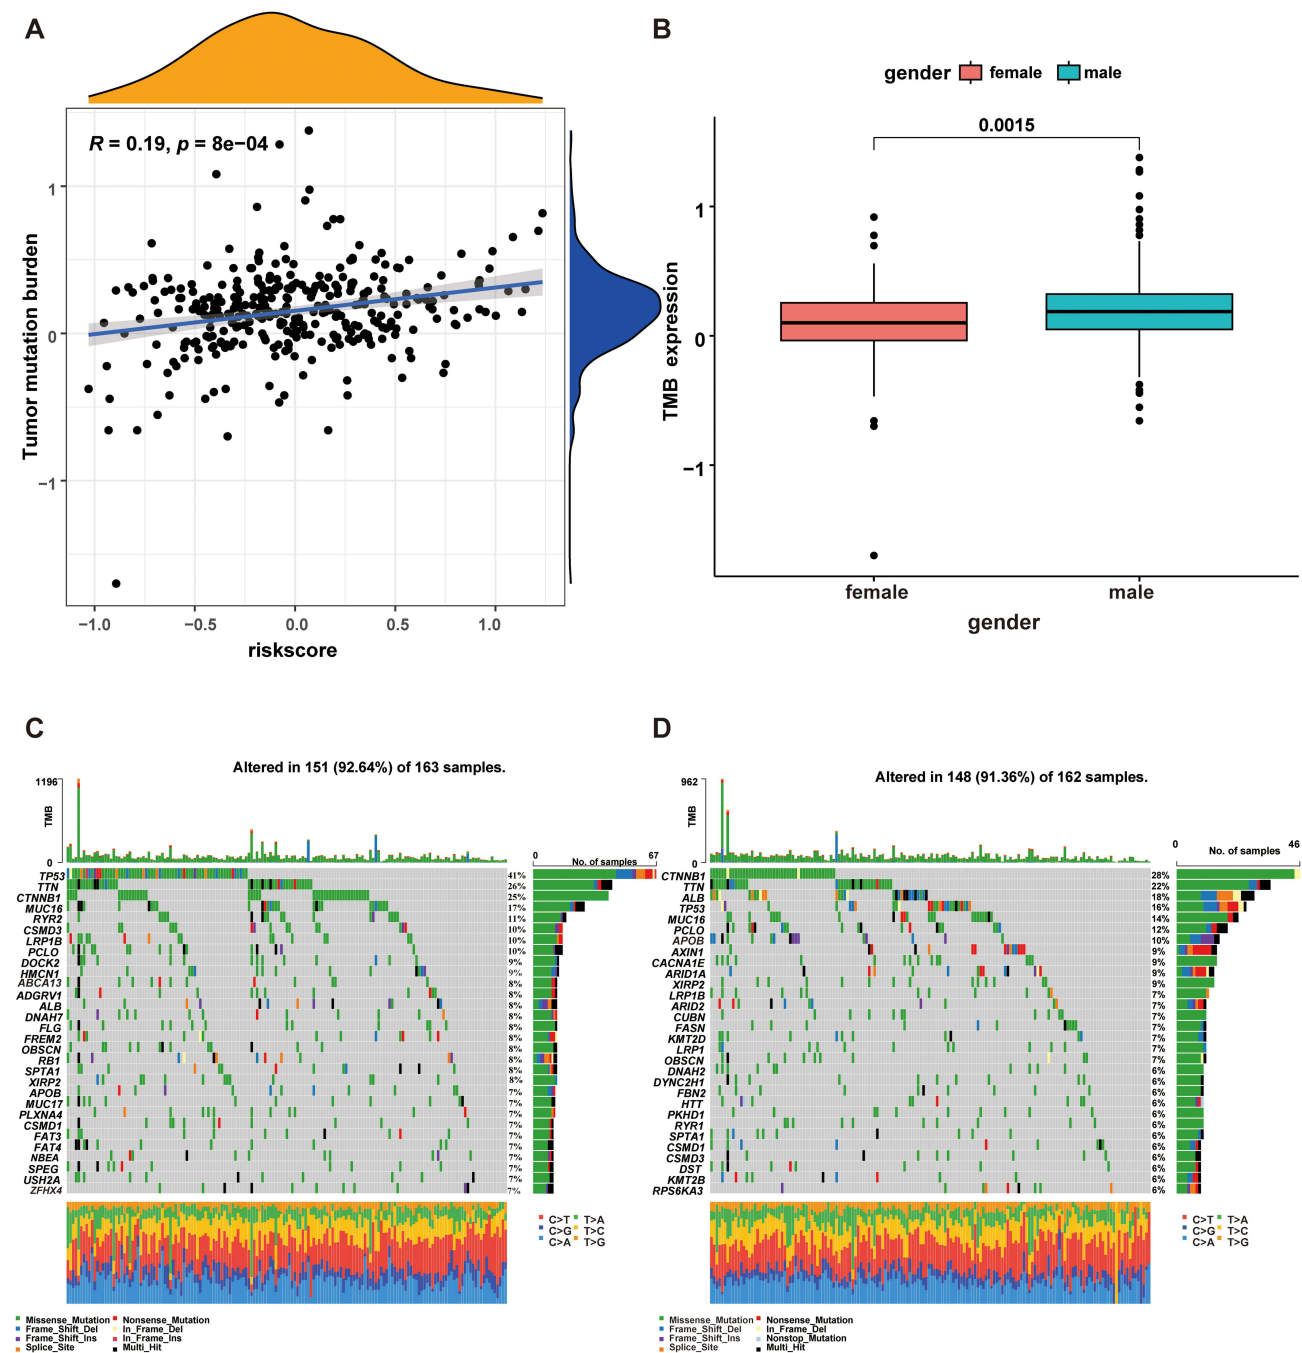 A
R = 0.19, p = 8e−04
Tumor mutation burden
1
0
−1
−1.0 −0.5 0.0 0.5 1.0
riskscore
B
gender female male
0.0015
TMB expression
1
0
−1
female male
gender
C
Altered in 151 (92.64%) of 163 samples.
1196
TMB
0
0 67
No. of samples
TP53 41%
TTN 26%
CTNNB1 25%
MUC16 17%
RYR2 11%
CSMD3 10%
LRP1B 10%
PCLO 10%
DOCK2 9%
HMCN1 9%
ABCA13 8%
ADGRV1 8%
ALB 8%
DNAH7 8%
FLG 8%
FREM2 8%
OBSCN 8%
RB1 8%
SPTA1 8%
XIRP2 8%
APOB 7%
MUC17 7%
PLXNA4 7%
CSMD1 7%
FAT3 7%
FAT4 7%
NBEA 7%
SPEG 7%
USH2A 7%
ZFHX4 7%
C>T T>A
C>G T>C
C>A T>G
Missense_Mutation Nonsense_Mutation
Frame_Shift_Del In_Frame_Del
Frame_Shift_Ins In_Frame_Ins
Splice_Site Multi_Hit
D
Altered in 148 (91.36%) of 162 samples.
962
TMB
0
0 46
No. of samples
CTNNB1 28%
TTN 22%
ALB 18%
TP53 16%
MUC16 14%
PCLO 12%
APOB 10%
AXIN1 9%
CACNA1E 9%
ARID1A 9%
XIRP2 9%
LRP1B 7%
ARID2 7%
CUBN 7%
FASN 7%
KMT2D 7%
LRP1 7%
OBSCN 7%
DNAH2 6%
DYNC2H1 6%
FBN2 6%
HTT 6%
PKHD1 6%
RYR1 6%
SPTA1 6%
CSMD1 6%
CSMD3 6%
DST 6%
KMT2B 6%
RPS6KA3 6%
C>T T>A
C>G T>C
C>A T>G
Missense_Mutation Nonsense_Mutation
Frame_Shift_Del In_Frame_Del
Frame_Shift_Ins Nonstop_Mutation
Splice_Site Multi_Hit